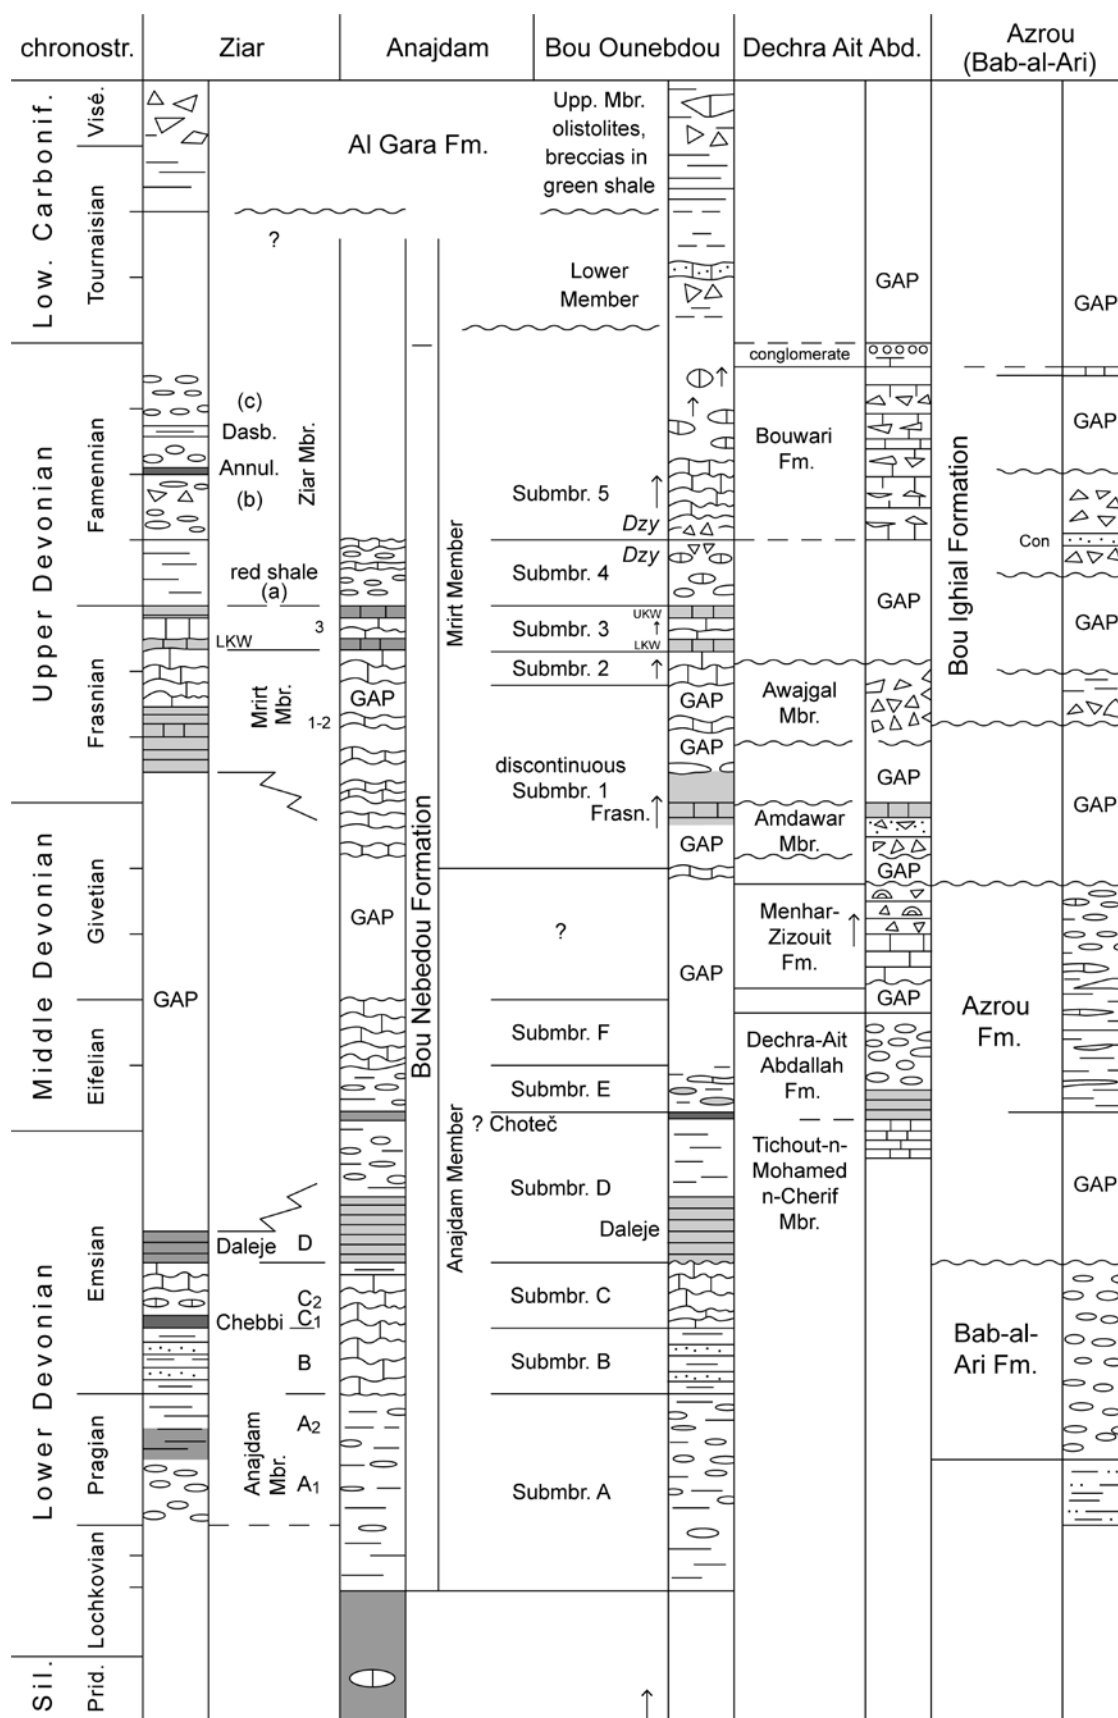 chronostr.
Ziar
Anajdam
Bou Ounebdou
Dechra Ait Abd.
Azrou
(Bab-al-Ari)
Low. Carbonif.
Visé.
Tournaisian
Upper Devonian
Famennian
Frasnian
Middle Devonian
Givetian
Eifelian
Lower Devonian
Emsian
Pragian
Lochkovian
Sil.
Prid.
Al Gara Fm.
?
(c)
Dasb.
Annul.
(b)
Ziar Mbr.
red shale
(a)
3
LKW
Mrirt
Mbr.
1-2
GAP
Daleje
D
C2
Chebbi
C1
B
A2
Anajdam
Mbr.
A1
GAP
GAP
Bou Nebedou Formation
Mrirt Member
Anajdam Member
Upp. Mbr.
olistolites,
breccias in
green shale
Lower
Member
Submbr. 5
Dzy
Dzy
Submbr. 4
UKW
Submbr. 3
LKW
Submbr. 2
GAP
GAP
discontinuous
Submbr. 1
Frasn.
GAP
?
GAP
Submbr. F
Submbr. E
? Choteč
Submbr. D
Daleje
Submbr. C
Submbr. B
Submbr. A
GAP
conglomerate
Bouwari
Fm.
GAP
Awajgal
Mbr.
GAP
Amdawar
Mbr.
GAP
Menhar-
Zizouit
Fm.
GAP
Dechra-Ait
Abdallah
Fm.
Tichout-n-
Mohamed
n-Cherif
Mbr.
GAP
Bou Ighial Formation
GAP
Con
GAP
GAP
Azrou
Fm.
GAP
Bab-al-
Ari Fm.